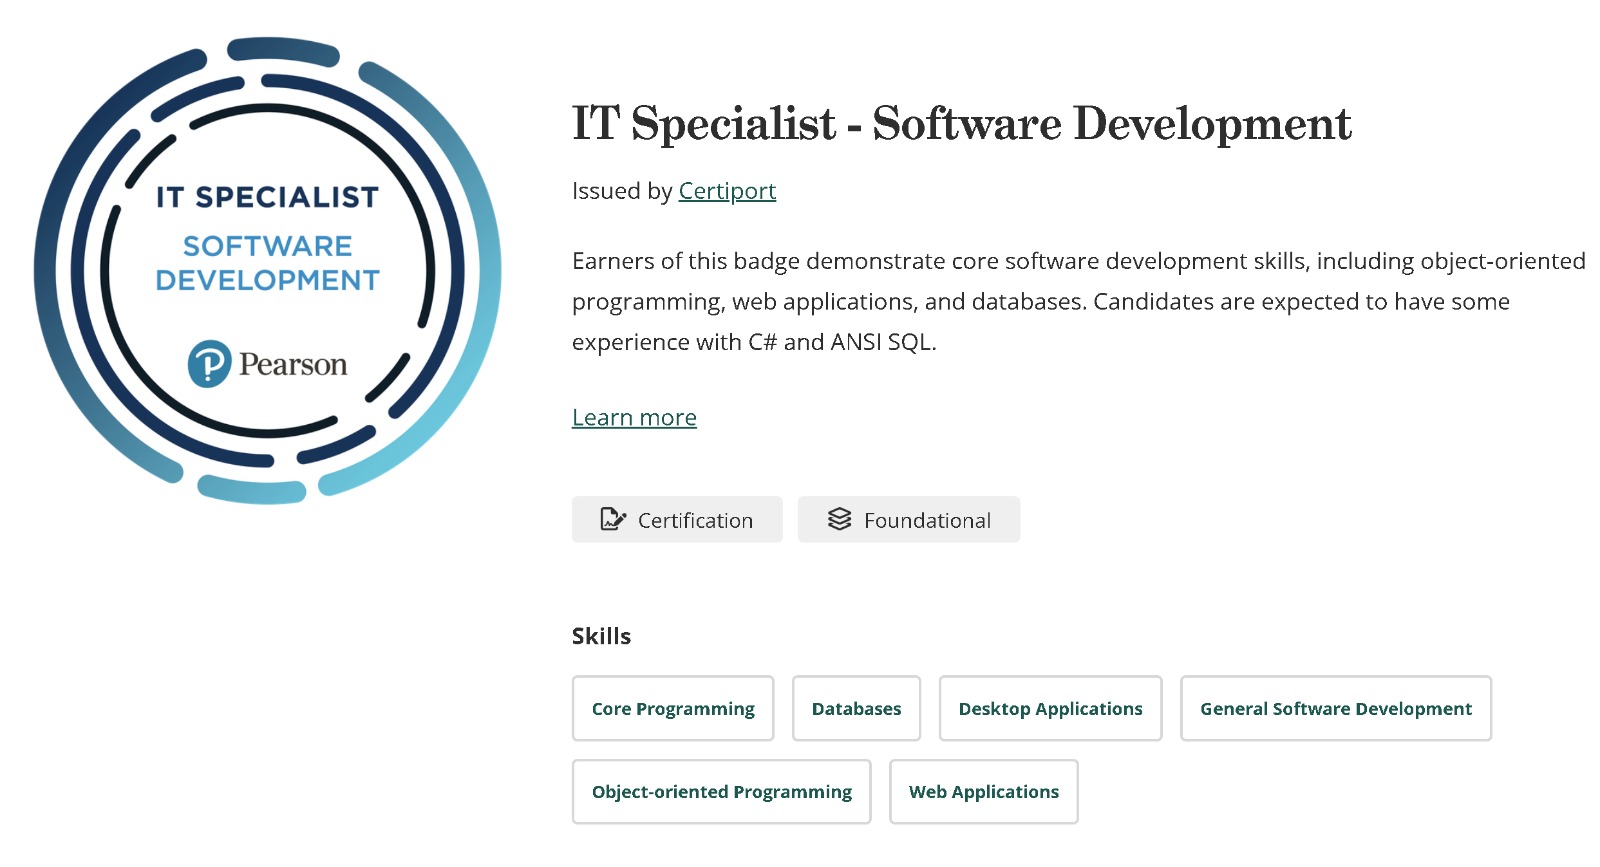 IT SPECIALIST
SOFTWARE
DEVELOPMENT
Pearson
IT Specialist - Software Development
Issued by Certiport
Earners of this badge demonstrate core software development skills, including object-oriented
programming, web applications, and databases. Candidates are expected to have some
experience with C# and ANSI SQL.
Learn more
Certification
Foundational
Skills
Core Programming
Databases
Desktop Applications
General Software Development
Object-oriented Programming
Web Applications